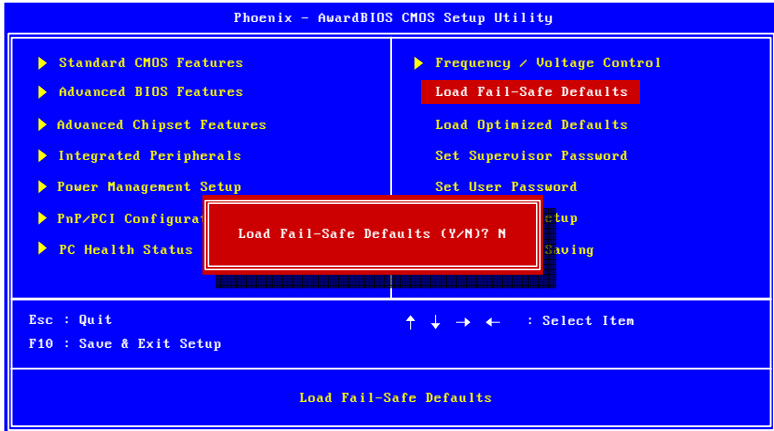 Phoenix - AwardBIOS CMOS Setup Utility
Standard CMOS Features
Advanced BIOS Features
Advanced Chipset Features
Integrated Peripherals
Power Management Setup
PnP/PCI Configurat
PC Health Status
Frequency / Voltage Control
Load Fail-Safe Defaults
Load Optimized Defaults
Set Supervisor Password
Set User Password
etup
Saving
Load Fail-Safe Defaults (Y/N)? N
Esc : Quit
F10 : Save & Exit Setup
↑ ↓ → ← : Select Item
Load Fail-Safe Defaults